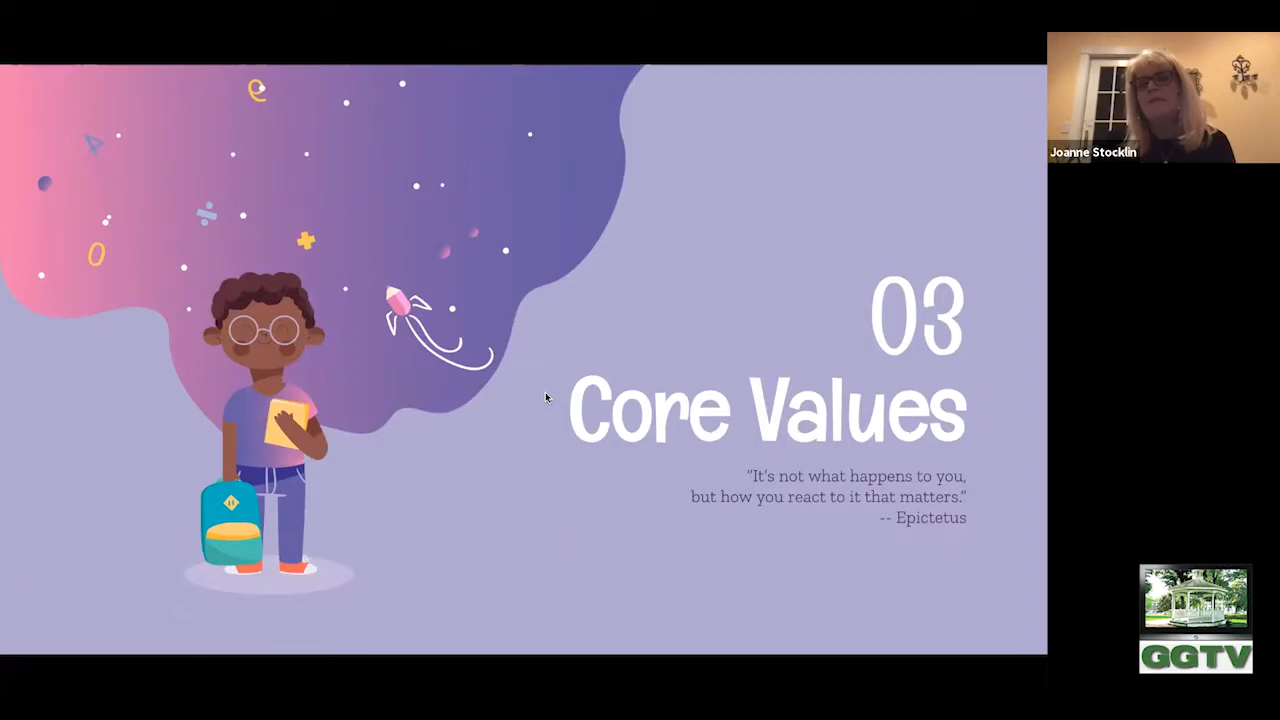 03
Core Values
"It's not what happens to you,
but how you react to it that matters."
-- Epictetus
Joanne Stocklin
GGTV